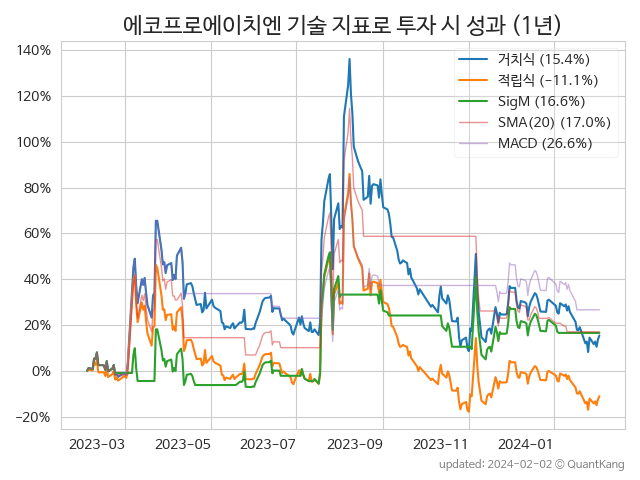 에코프로에이치엔 기술 지표로 투자 시 성과 (1년)
140%
120%
100%
80%
60%
40%
20%
0%
−20%
거치식 (15.4%)
적립식 (−11.1%)
SigM (16.6%)
SMA(20) (17.0%)
MACD (26.6%)
2023−03
2023−05
2023−07
2023−09
2023−11
2024−01
updated: 2024-02-02 © QuantKang